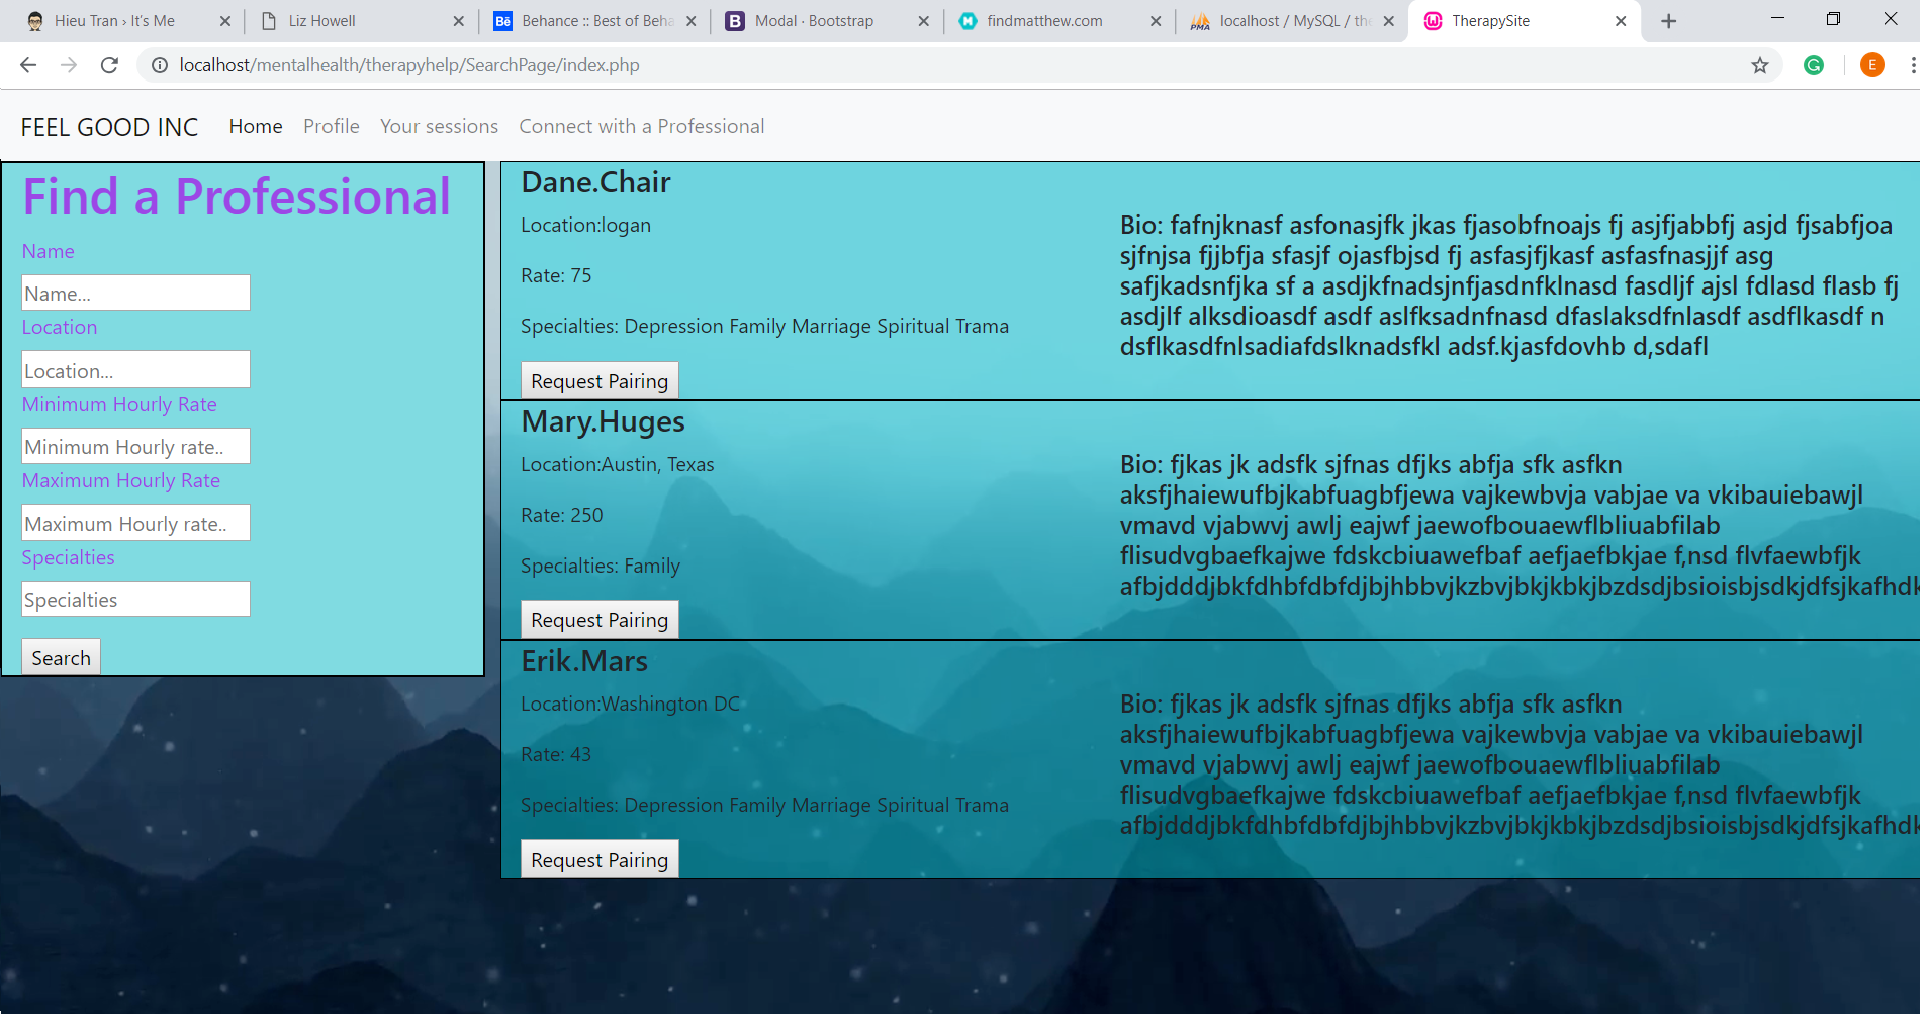 Hieu Tran › It's Me
Liz Howell
Behance :: Best of Beha
Modal · Bootstrap
findmatthew.com
localhost / MySQL / the
TherapySite
localhost/mentalhealth/therapyhelp/SearchPage/index.php
E
FEEL GOOD INC Home Profile Your sessions Connect with a Professional
Find a Professional
Name
Name...
Location
Location...
Minimum Hourly Rate
Minimum Hourly rate..
Maximum Hourly Rate
Maximum Hourly rate..
Specialties
Specialties
Search
Dane.Chair
Location:logan
Rate: 75
Specialties: Depression Family Marriage Spiritual Trama
Request Pairing
Bio: fafnjknasf asfonasjfk jkas fjasobfnoajs fj asjfjabbfj asjd fjsabfjoa
sjfnjsa fjjbfja sfasjf ojasfbjsd fj asfasjfjkasf asfasfnasjjf asg
safjkadsnfjka sf a asdjkfnadsjnfjasdnfklnasd fasdljf ajsl fdlasd flasb fj
asdjlf alksdioasdf asdf aslfksadnfnasd dfaslaksdfnlasdf asdflkasdf n
dsflkasdfnlsadiafdslknadsfkl adsf.kjasfdovhb d,sdafl
Mary.Huges
Location:Austin, Texas
Rate: 250
Specialties: Family
Request Pairing
Bio: fjkas jk adsfk sjfnas dfjks abfja sfk asfkn
aksfjhaiewufbjkabfuagbfjewa vajkewbvja vabjae va vkibauiebawjl
vmavd vjabwvj awlj eajwf jaewofbouaewflbliuabfilab
flisudvgbaefkajwe fdskcbiuawefbaf aefjaefbkjae f,nsd flvfaewbfjk
afbjdddjbkfdhbfdbfdjbjhbbvjkzbvjbkjkbkjbzdsdjbsioisbjsdkjdfsjkafhdk
Erik.Mars
Location:Washington DC
Rate: 43
Specialties: Depression Family Marriage Spiritual Trama
Request Pairing
Bio: fjkas jk adsfk sjfnas dfjks abfja sfk asfkn
aksfjhaiewufbjkabfuagbfjewa vajkewbvja vabjae va vkibauiebawjl
vmavd vjabwvj awlj eajwf jaewofbouaewflbliuabfilab
flisudvgbaefkajwe fdskcbiuawefbaf aefjaefbkjae f,nsd flvfaewbfjk
afbjdddjbkfdhbfdbfdjbjhbbvjkzbvjbkjkbkjbzdsdjbsioisbjsdkjdfsjkafhdk